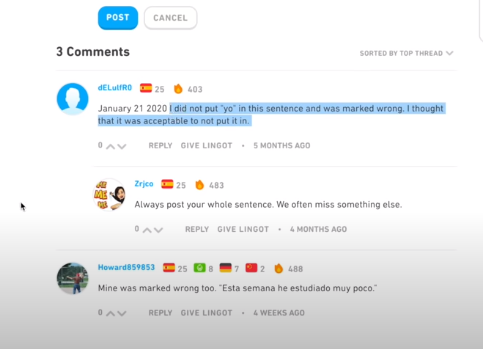 POST
CANCEL
3 Comments
SORTED BY TOP THREAD
dELulfR0 25 403
January 21 2020 I did not put "yo" in this sentence and was marked wrong. I thought
that it was acceptable to not put it in.
0 REPLY GIVE LINGOT • 5 MONTHS AGO
Zrjco 25 483
Always post your whole sentence. We often miss something else.
0 REPLY GIVE LINGOT • 4 MONTHS AGO
Howard859853 25 8 7 2 488
Mine was marked wrong too. "Esta semana he estudiado muy poco."
0 REPLY GIVE LINGOT • 4 WEEKS AGO